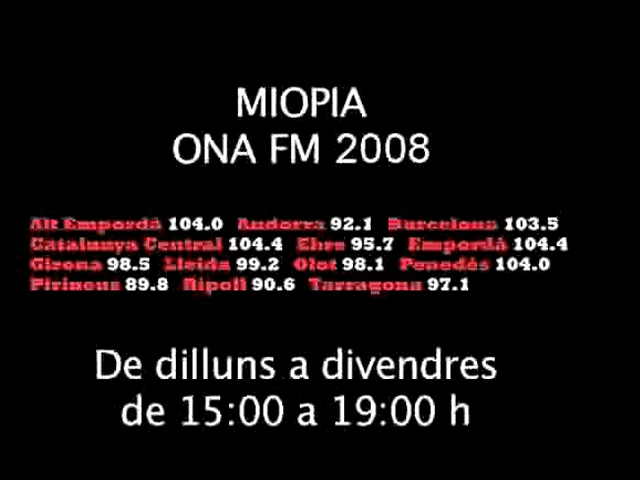 MIOPIA
ONA FM 2008
Alt Empordà 104.0 Andorra 92.1 Barcelona 103.5
Catalunya Central 104.4 Ebre 95.7 Empordà 104.4
Girona 98.5 Lleida 99.2 Olot 98.1 Penedès 104.0
Pirineus 89.8 Ripoll 90.6 Tarragona 97.1
De dilluns a divendres
de 15:00 a 19:00 h